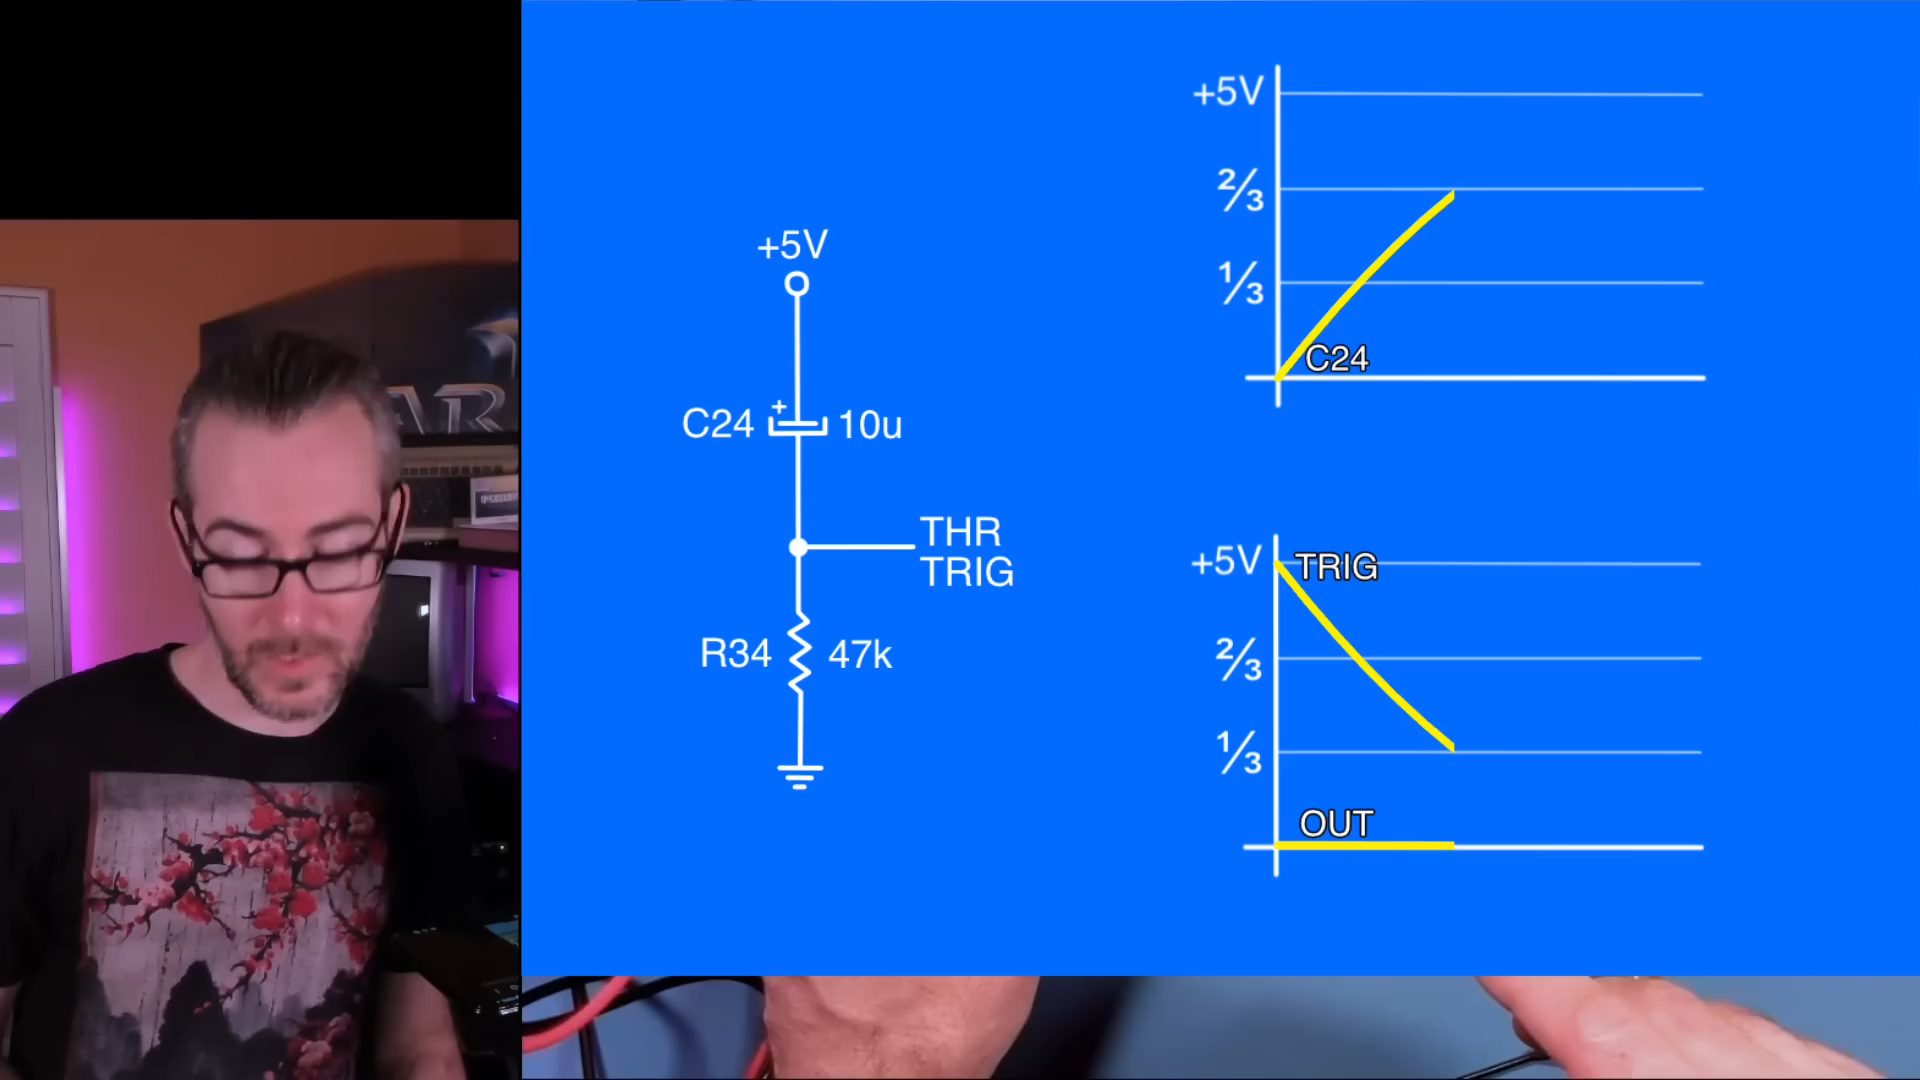 +5V
C24
+
10u
THR
TRIG
R34
47k
+5V
⅔
⅓
C24
+5V
TRIG
⅔
⅓
OUT
AR